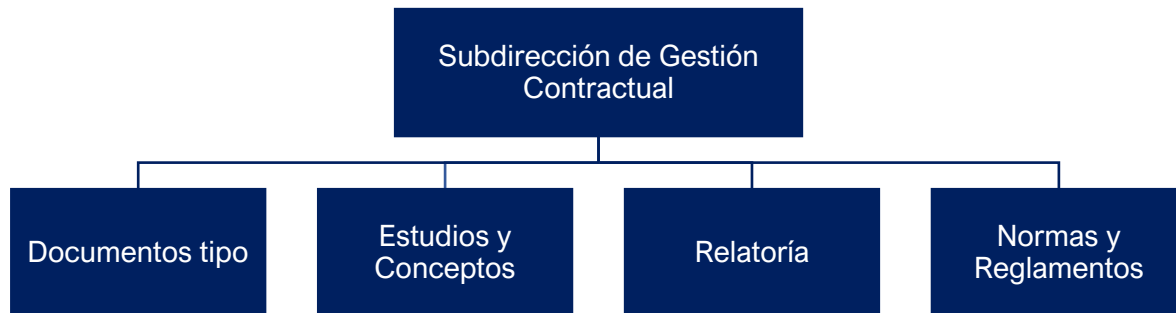 Subdirección de Gestión
Contractual
Documentos tipo
Estudios y
Conceptos
Relatoría
Normas y
Reglamentos